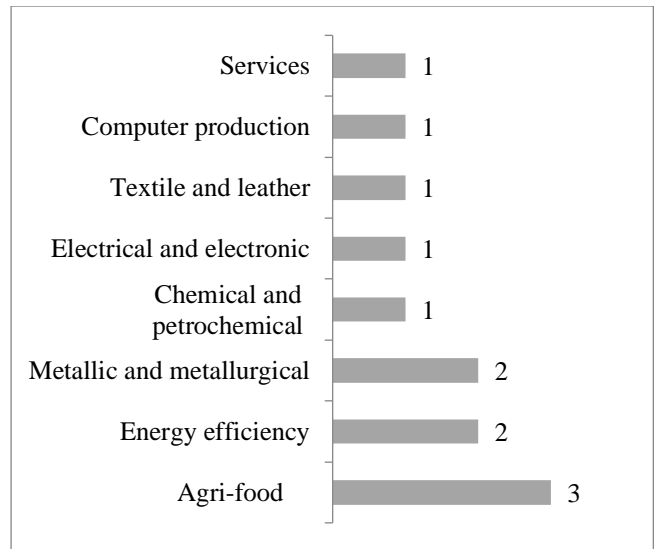 Services 1
Computer production 1
Textile and leather 1
Electrical and electronic 1
Chemical and
petrochemical 1
Metallic and metallurgical 2
Energy efficiency 2
Agri-food 3